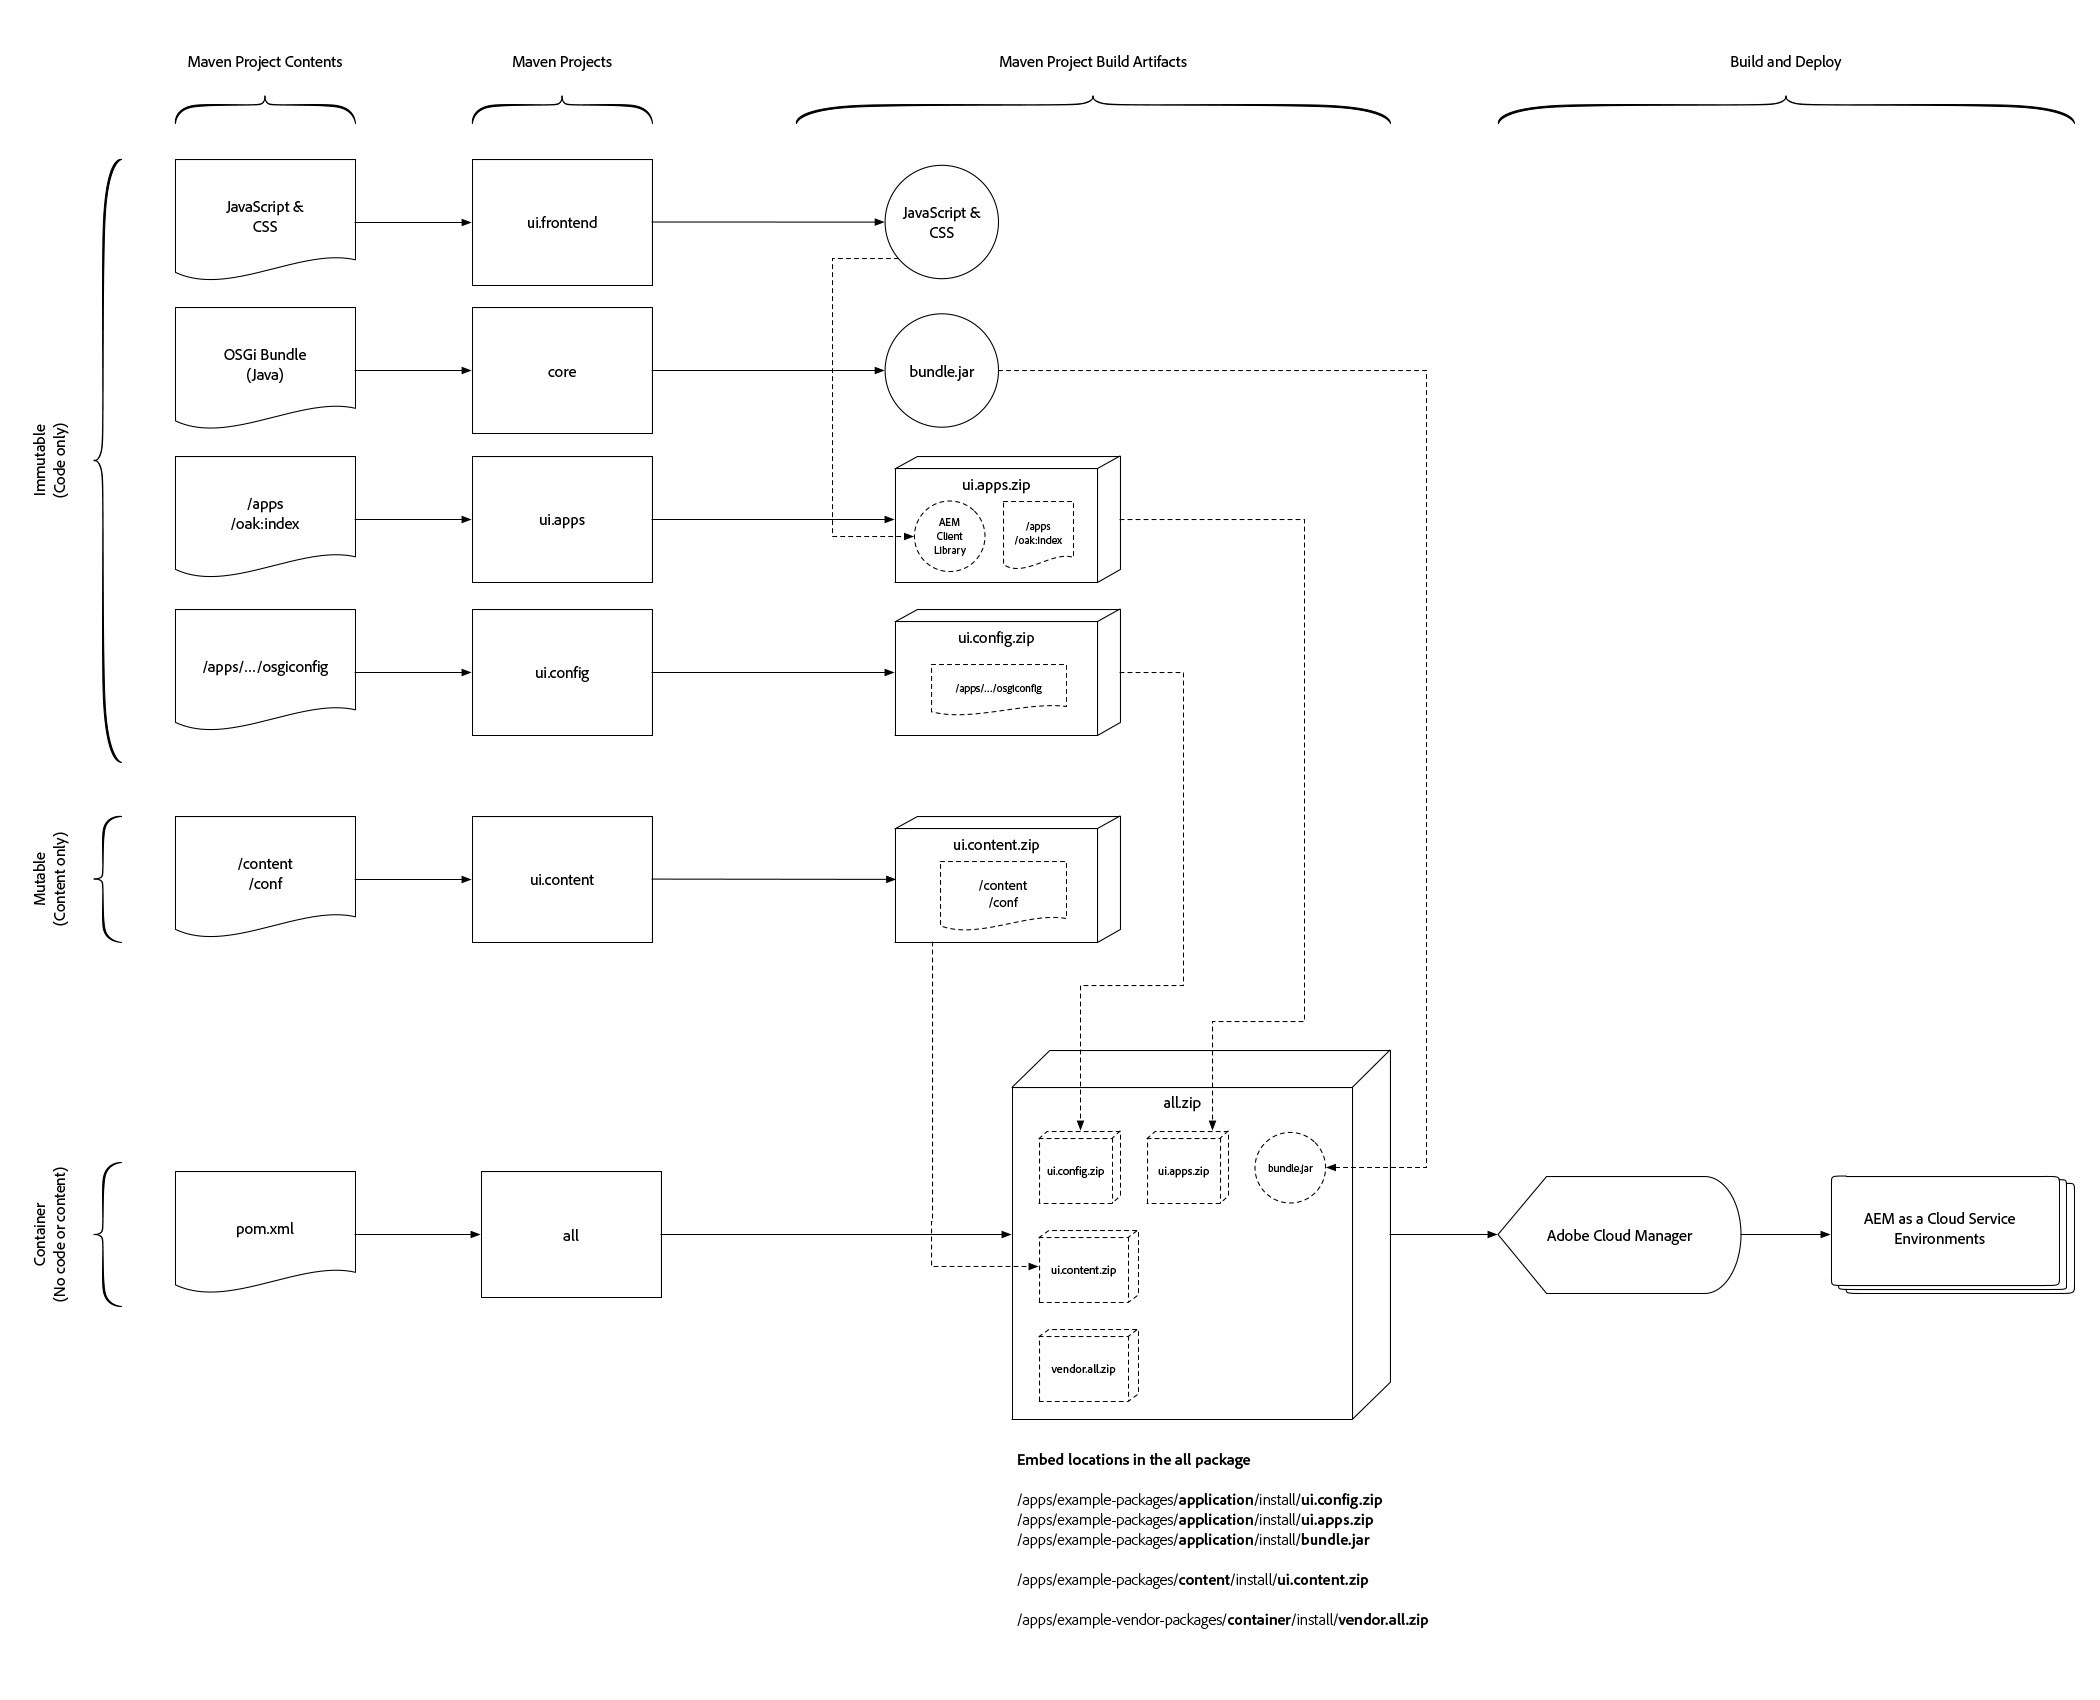 Maven Project Contents
Maven Projects
Maven Project Build Artifacts
Build and Deploy
Immutable
(Code only)
JavaScript &
CSS
ui.frontend
JavaScript &
CSS
OSGi Bundle
(Java)
core
bundle.jar
/apps
/oak:index
ui.apps
ui.apps.zip
AEM
Client
Library
/apps
/oak:index
/apps/.../osgiconfig
ui.config
ui.config.zip
/apps/.../osgiconfig
Mutable
(Content only)
/content
/conf
ui.content
ui.content.zip
/content
/conf
Container
(No code or content)
pom.xml
all
all.zip
ui.config.zip
ui.apps.zip
bundle.jar
ui.content.zip
vendor.all.zip
Adobe Cloud Manager
AEM as a Cloud Service
Environments
Embed locations in the all package
/apps/example-packages/application/install/ui.config.zip
/apps/example-packages/application/install/ui.apps.zip
/apps/example-packages/application/install/bundle.jar
/apps/example-packages/content/install/ui.content.zip
/apps/example-vendor-packages/container/install/vendor.all.zip